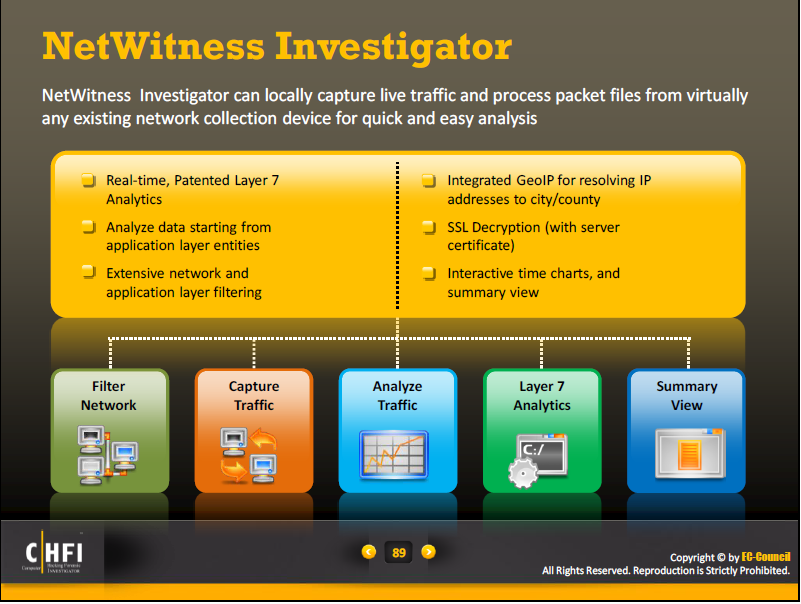 NetWitness Investigator
NetWitness Investigator can locally capture live traffic and process packet files from virtually
any existing network collection device for quick and easy analysis
Real-time, Patented Layer 7
Analytics
Analyze data starting from
application layer entities
Extensive network and
application layer filtering
Integrated GeoIP for resolving IP
addresses to city/county
SSL Decryption (with server
certificate)
Interactive time charts, and
summary view
Filter
Network
Capture
Traffic
Analyze
Traffic
Layer 7
Analytics
C:/
Summary
View
CHFI
Computer Hacking Forensic
INVESTIGATOR
89
Copyright © by EC-Council
All Rights Reserved. Reproduction is Strictly Prohibited.